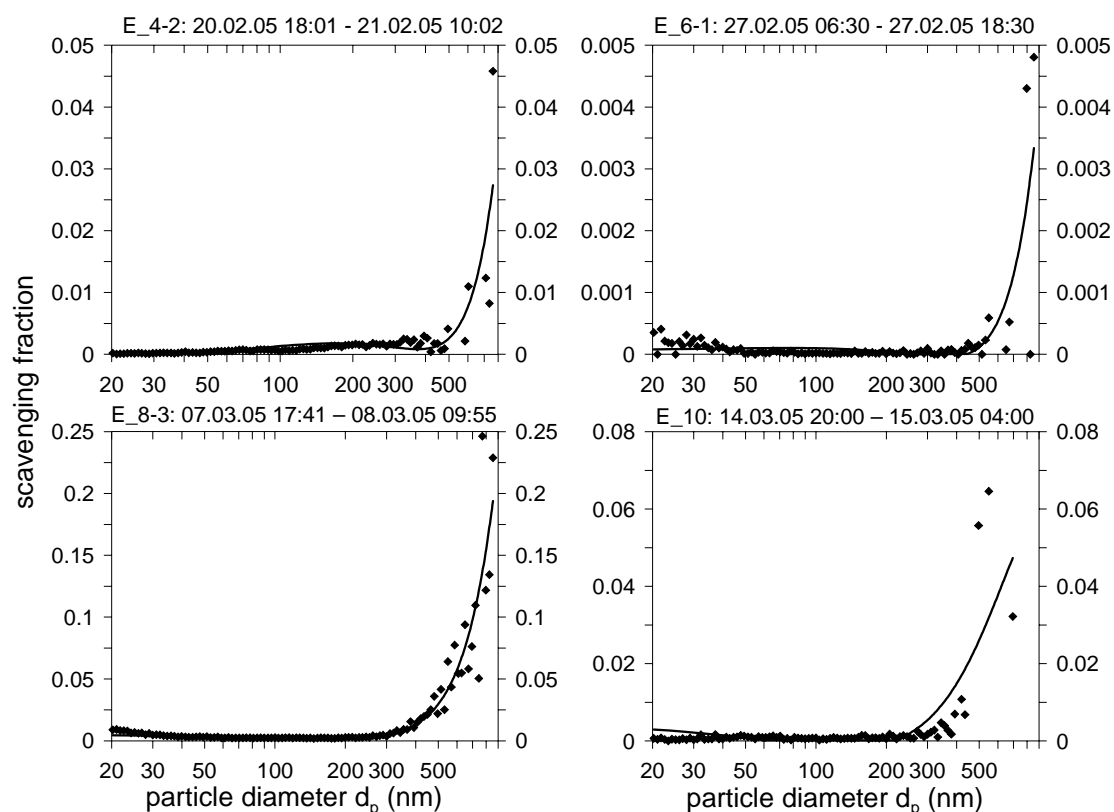 E_4-2: 20.02.05 18:01 - 21.02.05 10:02
E_6-1: 27.02.05 06:30 - 27.02.05 18:30
0.05 0.05 0.005 0.005
0.04 0.04 0.004 0.004
0.03 0.03 0.003 0.003
0.02 0.02 0.002 0.002
0.01 0.01 0.001 0.001
0 0 0 0
20 30 50 100 200 300 500
20 30 50 100 200 300 500
scavenging fraction
E_8-3: 07.03.05 17:41 – 08.03.05 09:55
E_10: 14.03.05 20:00 – 15.03.05 04:00
0.25 0.25 0.08 0.08
0.2 0.2 0.06 0.06
0.15 0.15 0.04 0.04
0.1 0.1 0.02 0.02
0.05 0.05
0 0 0 0
20 30 50 100 200 300 500
20 30 50 100 200 300 500
particle diameter dp (nm)
particle diameter dp (nm)